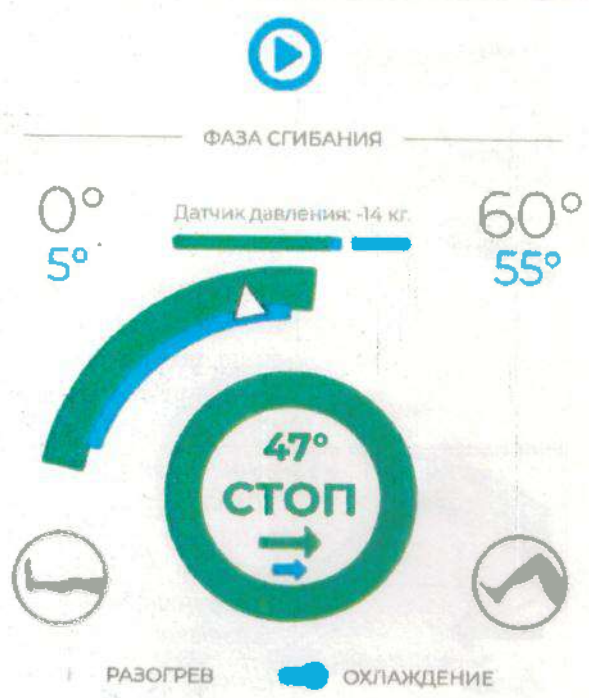 ФАЗА СГИБАНИЯ
0° 60°
Датчик давления: -14 кг.
5° 55°
47°
СТОП
РАЗОГРЕВ ОХЛАЖДЕНИЕ